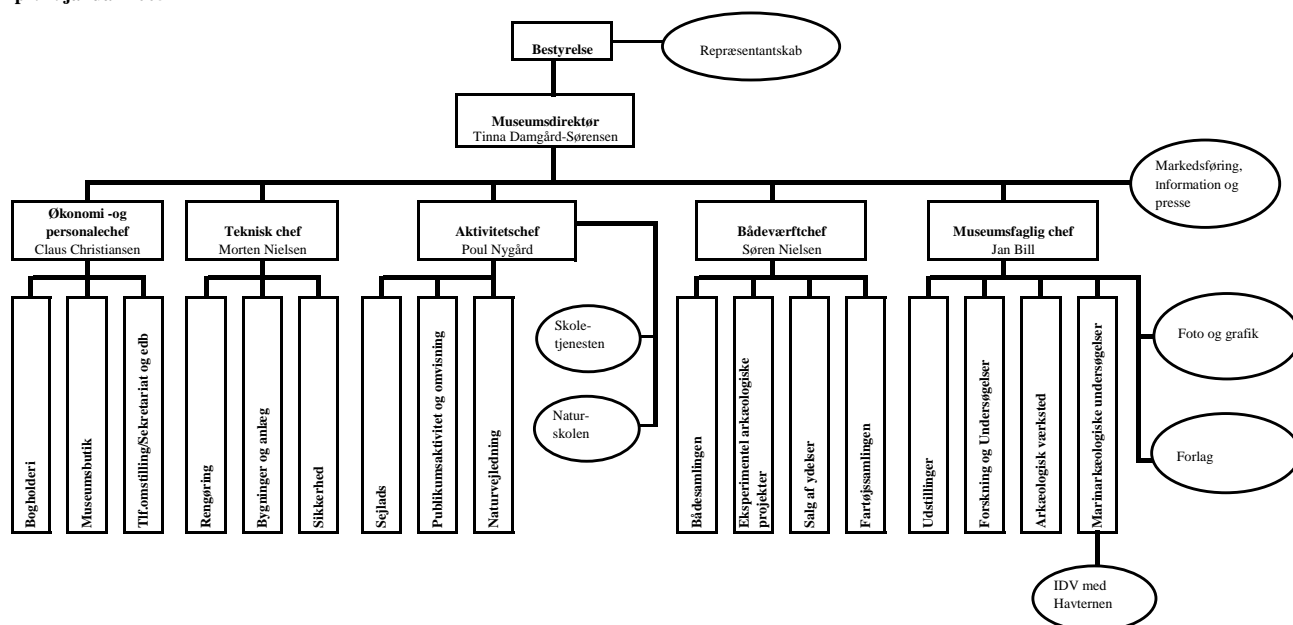 Bestyrelse
Repræsentantskab
Museumsdirektør
Tinna Damgård-Sørensen
Markedsføring,
Information og
presse
Økonomi -og
personalechef
Claus Christiansen
Teknisk chef
Morten Nielsen
Aktivitetschef
Poul Nygård
Bådeværftchef
Søren Nielsen
Museumsfaglig chef
Jan Bill
Bogholderi
Museumsbutik
Tlf.omstilling/Sekretariat og edb
Rengøring
Bygninger og anlæg
Sikkerhed
Sejlads
Publikumsaktivitet og omvisning
Naturvejledning
Skole-
tjenesten
Natur-
skolen
Bådesamlingen
Eksperimentel arkæologiske
projekter
Salg af ydelser
Fartøjssamlingen
Udstillinger
Forskning og Undersøgelser
Arkæologisk værksted
Marinarkæologiske undersøgelser
Foto og grafik
Forlag
IDV med
Havternen